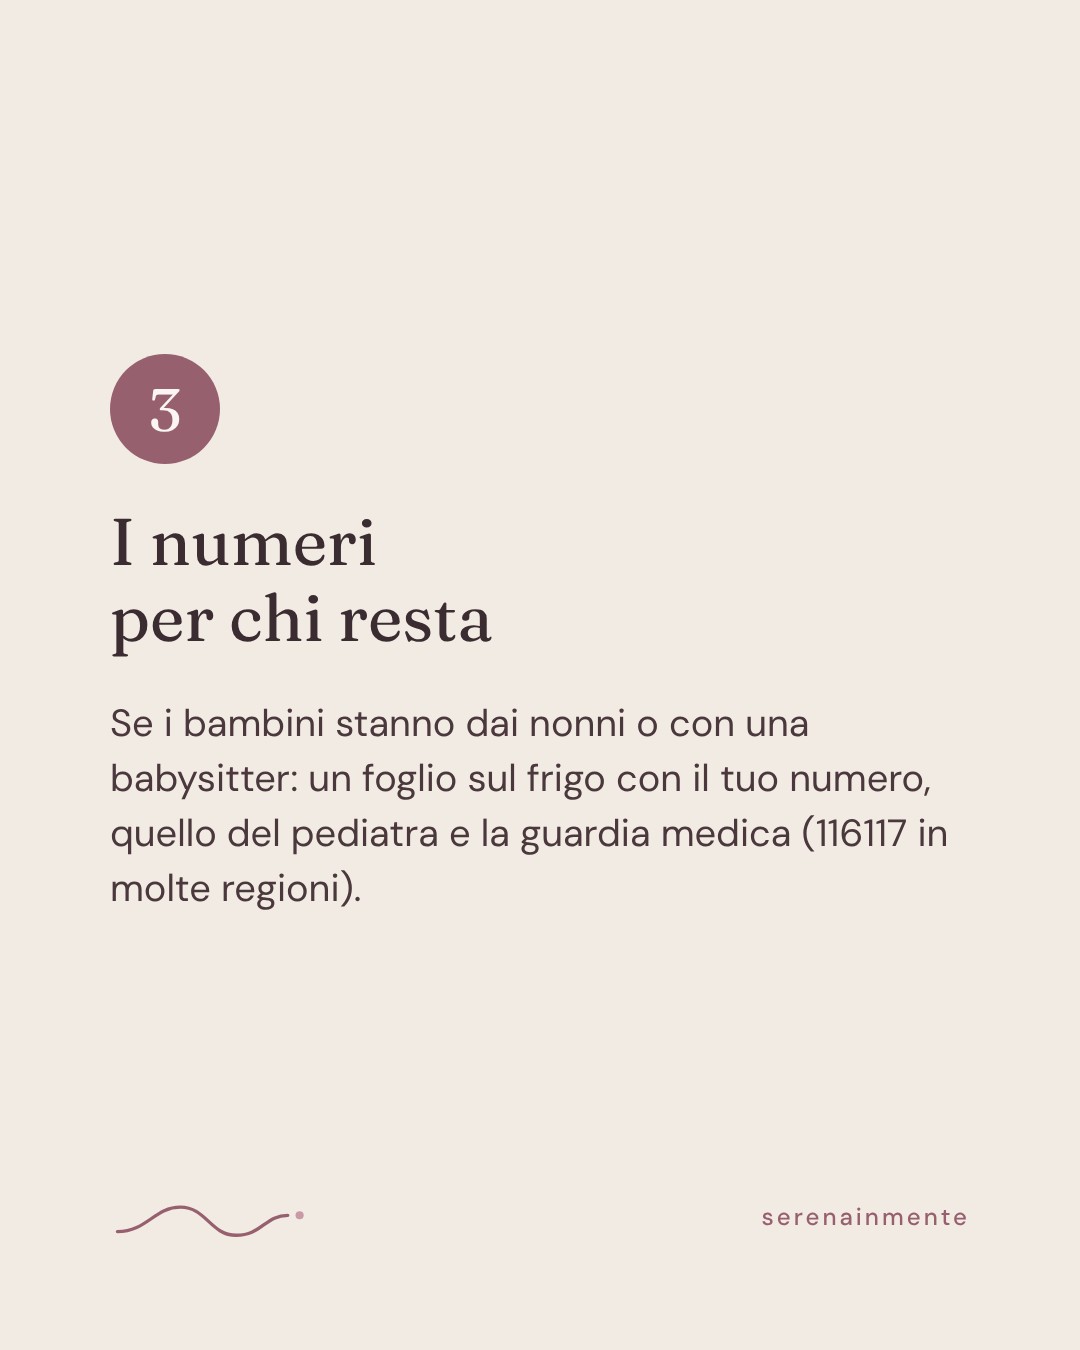 3
I numeri
per chi resta
Se i bambini stanno dai nonni o con una
babysitter: un foglio sul frigo con il tuo numero,
quello del pediatra e la guardia medica (116117 in
molte regioni).
serenainmente